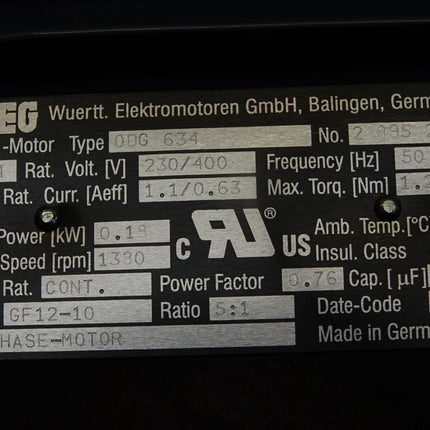 EG Wuertt. Elektromotoren GmbH, Balingen, Germ
-Motor Type ODG 634 No.
Rat. Volt. [V] 230/400 Frequency [Hz] 50
Rat. Curr. [Aeff] 1.1/0.63 Max. Torq. [Nm] 1.
Power [kW] 0.18 Amb. Temp. [°C]
c RU ® US
Speed [rpm] 1380 Insul. Class
Rat. CONT. Power Factor 0.76 Cap. [µF]
GF12-10 Ratio 5:1 Date-Code
HASE-MOTOR Made in Germ